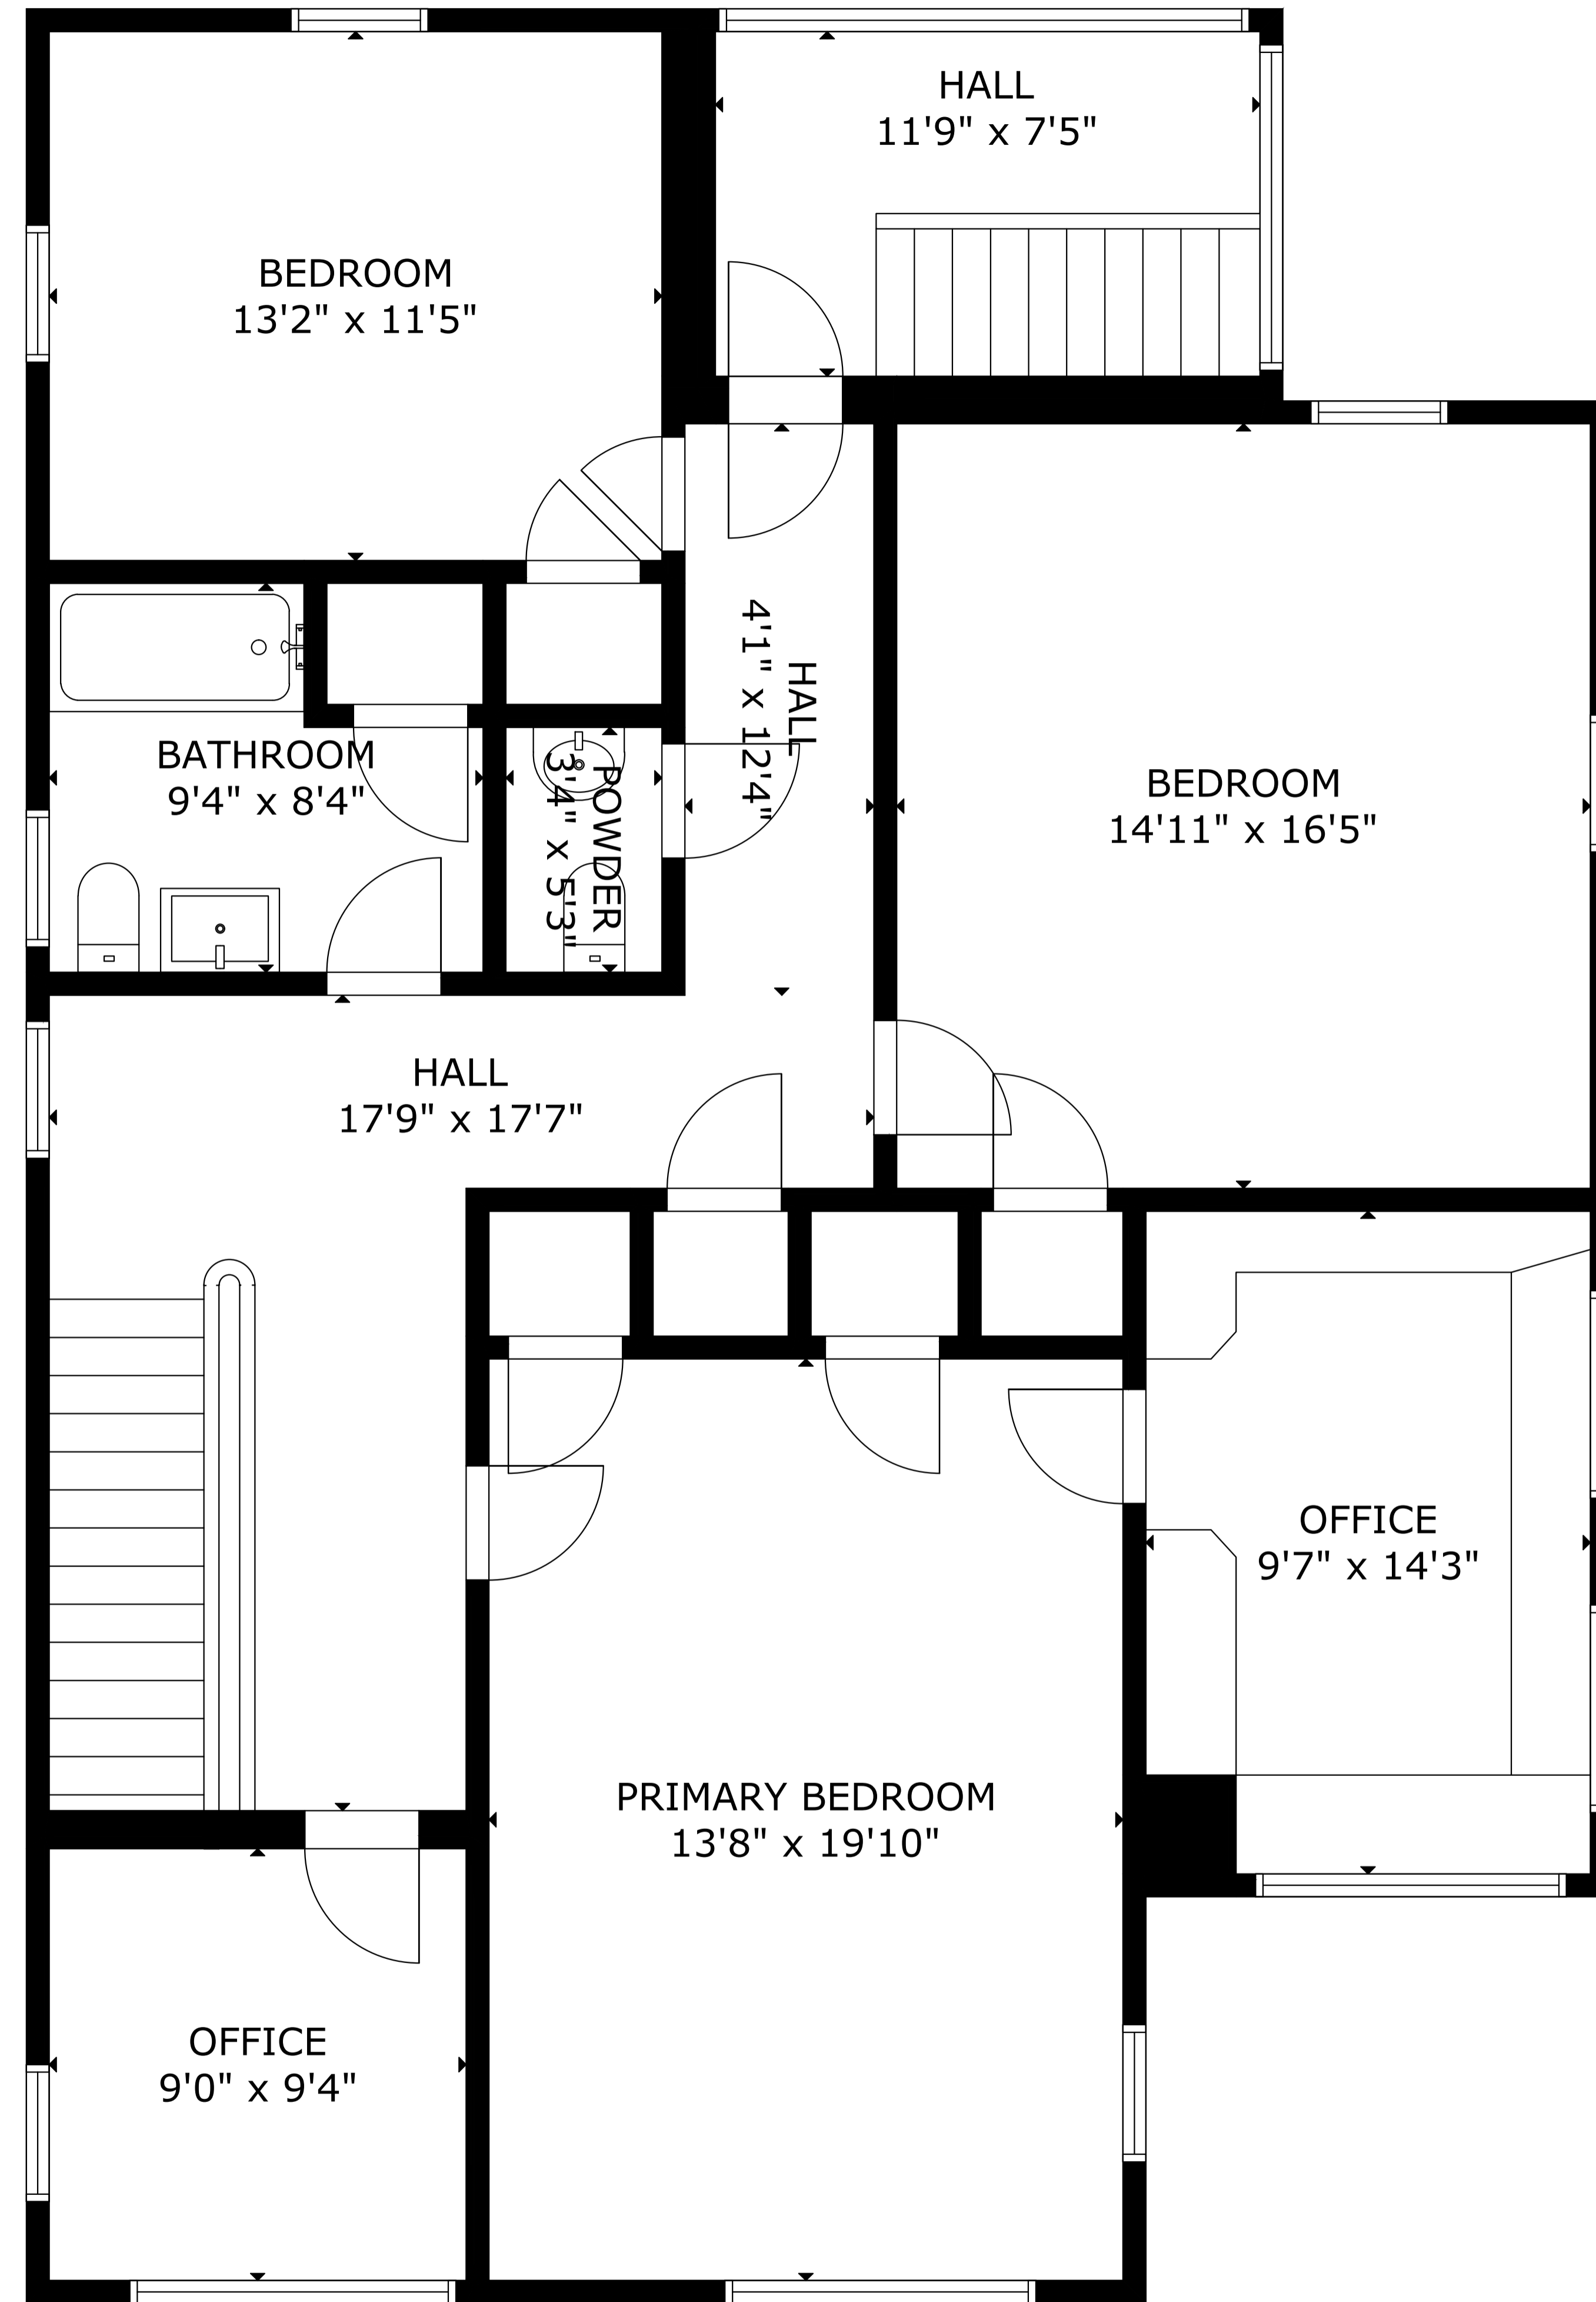 HALL
11'9" x 7'5"
BEDROOM
13'2" x 11'5"
HALL
4'1" x 12'4"
BATHROOM
9'4" x 8'4"
POWDER
3'4" x 5'3"
BEDROOM
14'11" x 16'5"
HALL
17'9" x 17'7"
OFFICE
9'7" x 14'3"
PRIMARY BEDROOM
13'8" x 19'10"
OFFICE
9'0" x 9'4"